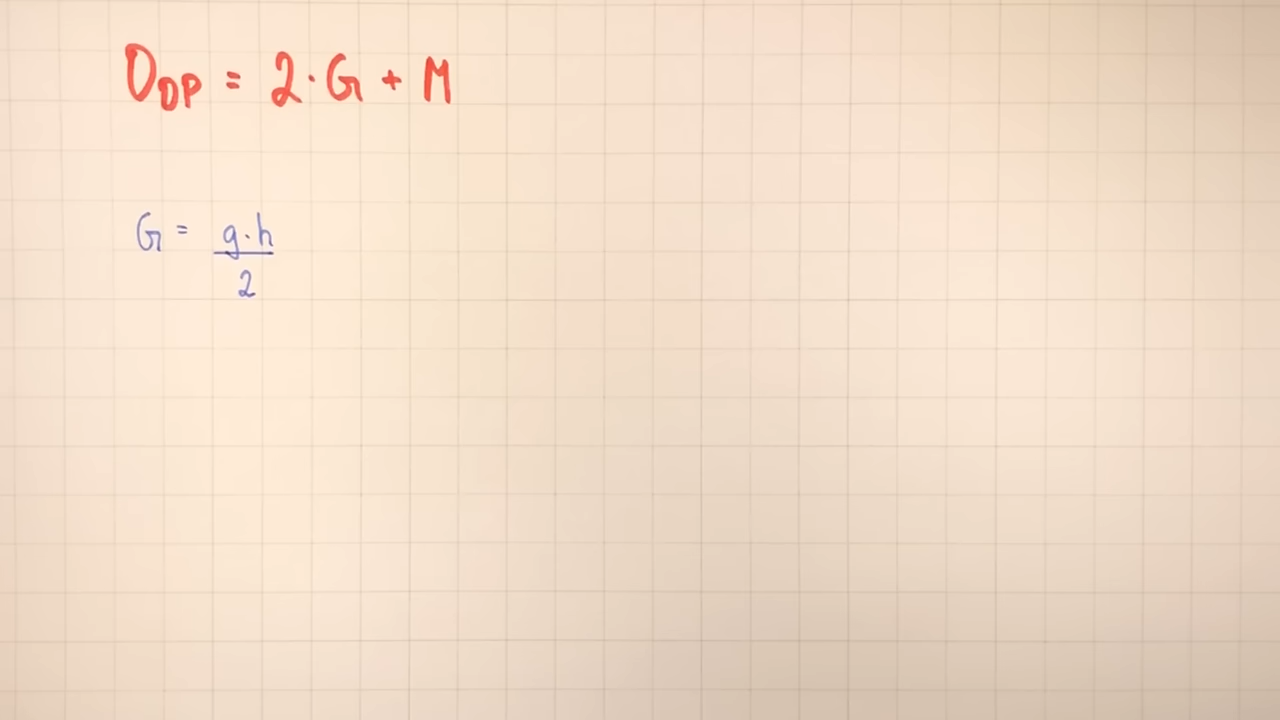 O_DP = 2 · G + M
G = g · h / 2